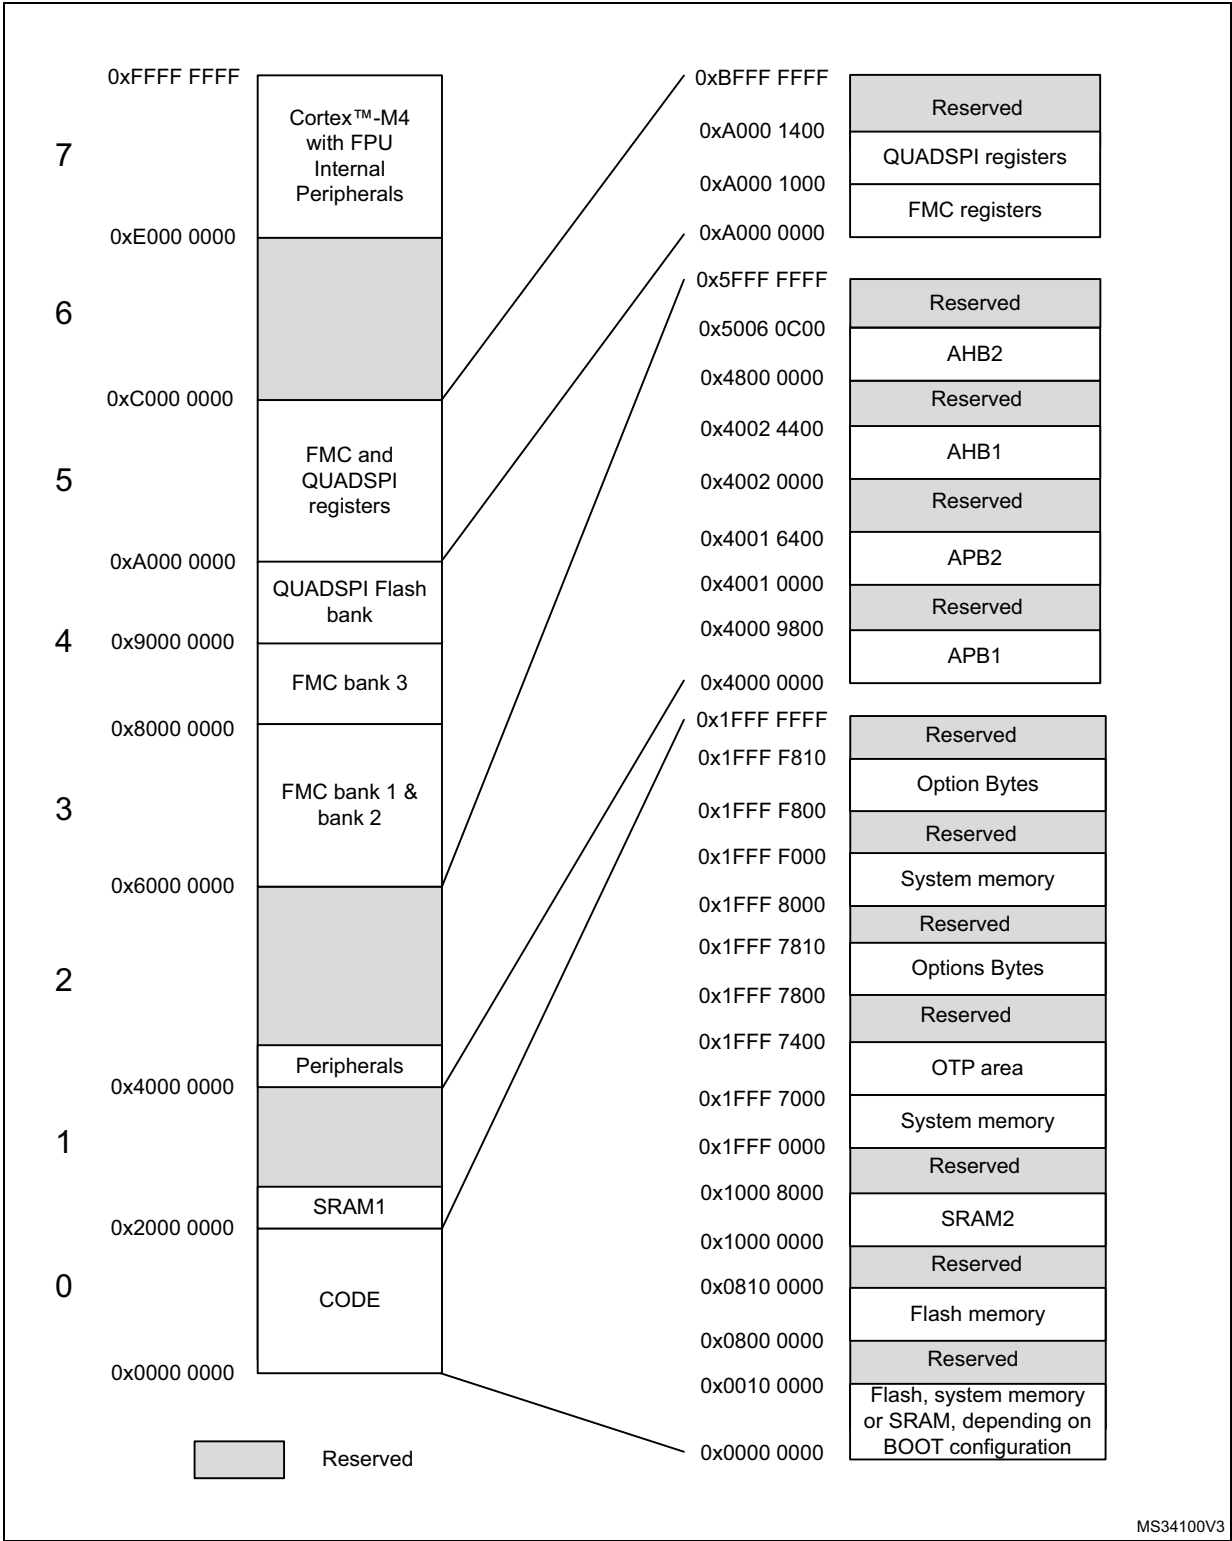 0xFFFF FFFF
7
Cortex™-M4
with FPU
Internal
Peripherals
0xE000 0000
6
0xC000 0000
5
FMC and
QUADSPI
registers
0xA000 0000
QUADSPI Flash
bank
4
0x9000 0000
FMC bank 3
0x8000 0000
3
FMC bank 1 &
bank 2
0x6000 0000
2
Peripherals
0x4000 0000
1
SRAM1
0x2000 0000
0
CODE
0x0000 0000
Reserved
0xBFFF FFFF
Reserved
0xA000 1400
QUADSPI registers
0xA000 1000
FMC registers
0xA000 0000
0x5FFF FFFF
Reserved
0x5006 0C00
AHB2
0x4800 0000
Reserved
0x4002 4400
AHB1
0x4002 0000
Reserved
0x4001 6400
APB2
0x4001 0000
Reserved
0x4000 9800
APB1
0x4000 0000
0x1FFF FFFF
Reserved
0x1FFF F810
Option Bytes
0x1FFF F800
Reserved
0x1FFF F000
System memory
0x1FFF 8000
Reserved
0x1FFF 7810
Options Bytes
0x1FFF 7800
Reserved
0x1FFF 7400
OTP area
0x1FFF 7000
System memory
0x1FFF 0000
Reserved
0x1000 8000
SRAM2
0x1000 0000
Reserved
0x0810 0000
Flash memory
0x0800 0000
Reserved
0x0010 0000
Flash, system memory
or SRAM, depending on
BOOT configuration
0x0000 0000
MS34100V3